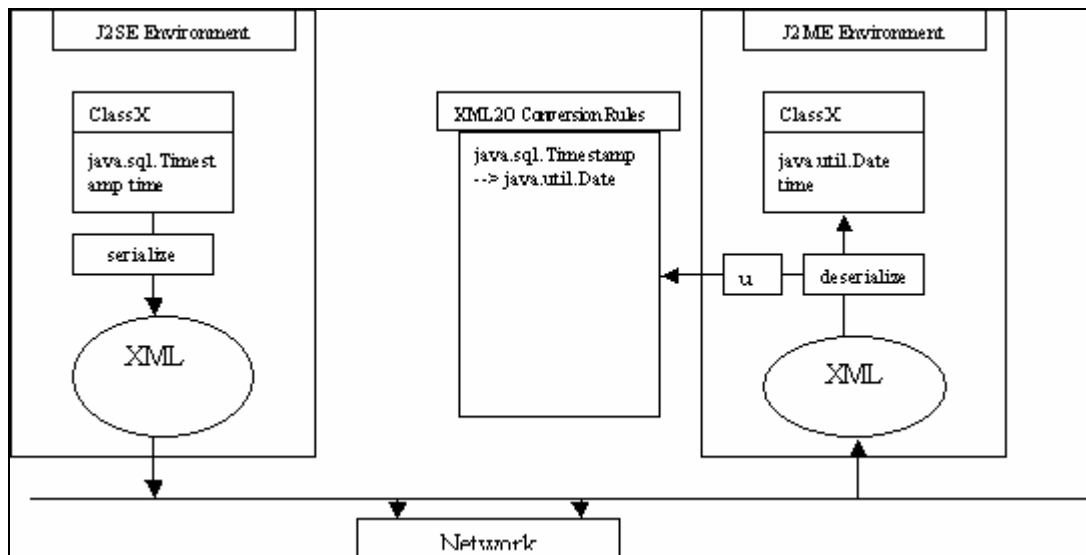 J2SE Environment
ClassX
java.sql.Timest
amp time
serialize
XML
XML2O Conversion Rules
java.sql.Timestamp
--> java.util.Date
J2ME Environment
ClassX
java.util.Date
time
u
deserialize
XML
Network